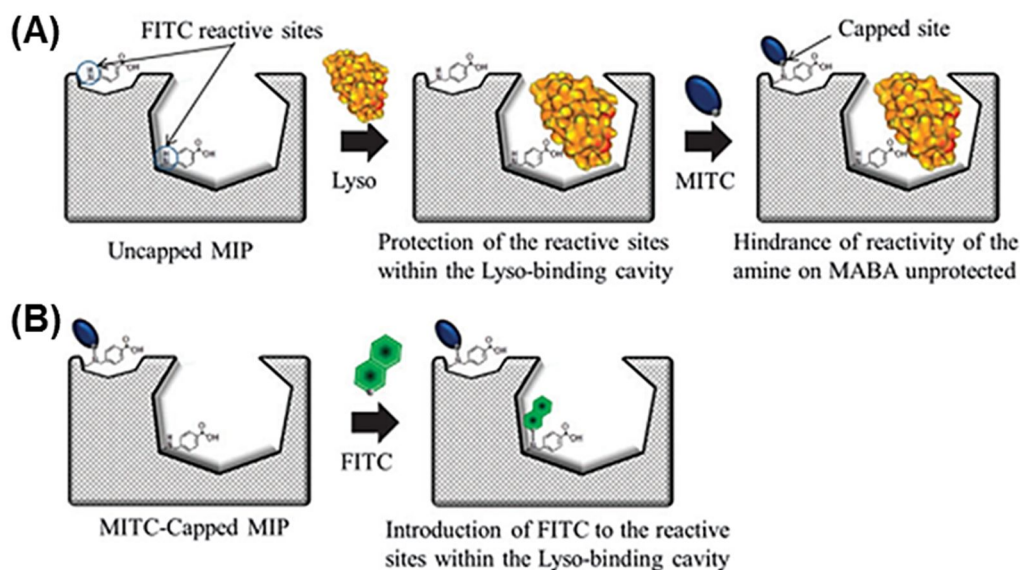 (A)
FITC reactive sites
Capped site
Lyso
MITC
Uncapped MIP
Protection of the reactive sites
within the Lyso-binding cavity
Hindrance of reactivity of the
amine on MABA unprotected
(B)
FITC
MITC-Capped MIP
Introduction of FITC to the reactive
sites within the Lyso-binding cavity